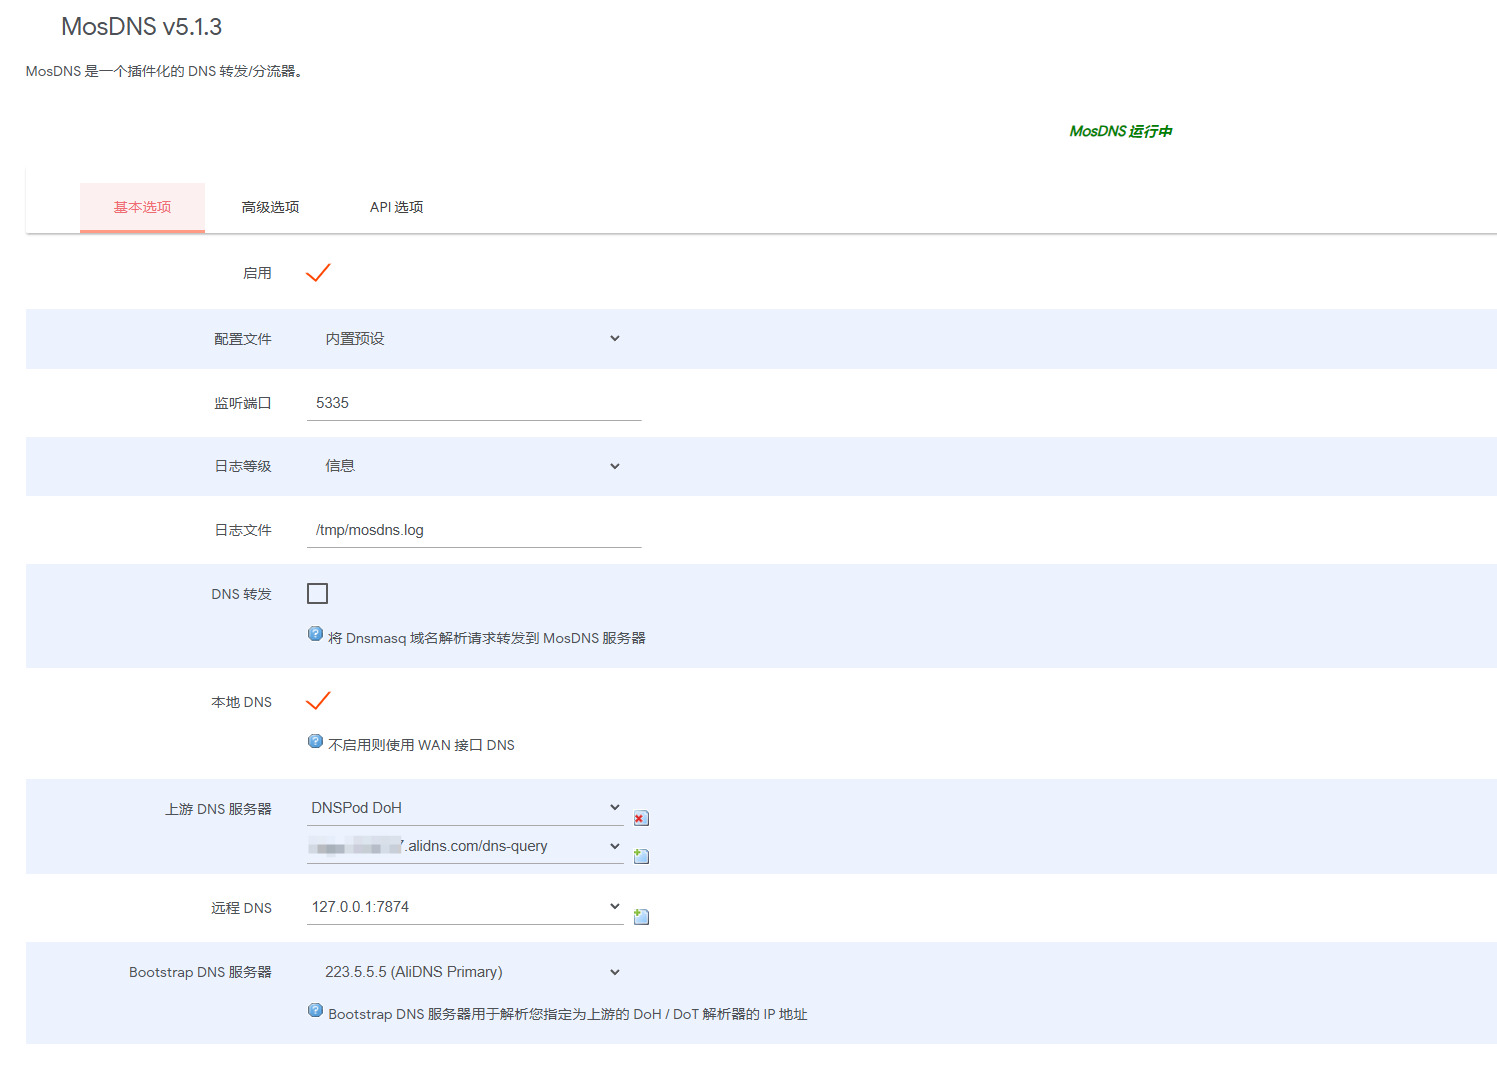 MosDNS v5.1.3
MosDNS 是一个插件化的 DNS 转发/分流器。
MosDNS 运行中
基本选项 高级选项 API 选项
启用
配置文件 内置预设
监听端口 5335
日志等级 信息
日志文件 /tmp/mosdns.log
DNS 转发
将 Dnsmasq 域名解析请求转发到 MosDNS 服务器
本地 DNS
不启用则使用 WAN 接口 DNS
上游 DNS 服务器 DNSPod DoH
.alidns.com/dns-query
远程 DNS 127.0.0.1:7874
Bootstrap DNS 服务器 223.5.5.5 (AliDNS Primary)
Bootstrap DNS 服务器用于解析您指定为上游的 DoH / DoT 解析器的 IP 地址